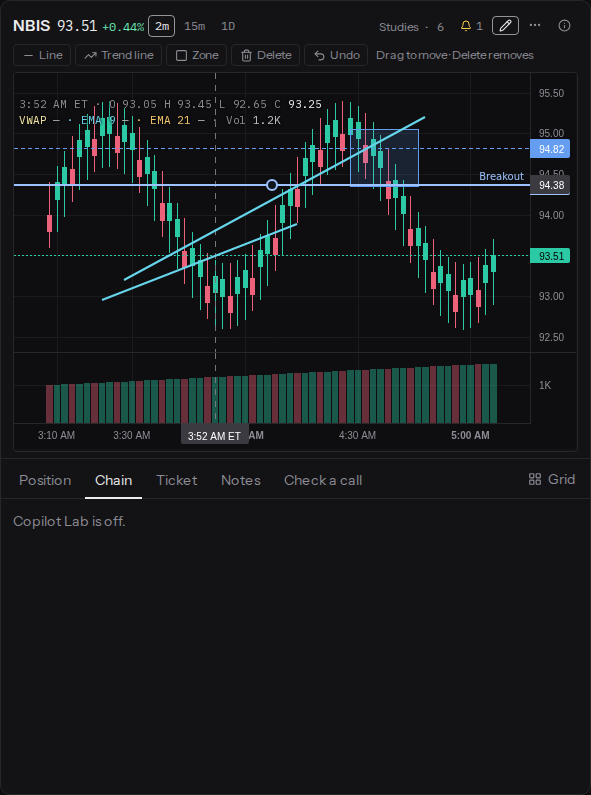 NBIS 93.51 +0.44% 2m 15m 1D Studies · 6 1 ···
Line Trend line Zone Delete Undo Drag to move · Delete removes
3:52 AM ET · O 93.05 H 93.45 L 92.65 C 93.25
VWAP — · EMA 9 — · EMA 21 — · Vol 1.2K
95.50
95.00
94.82
Breakout 94.38
94.00
93.51
93.00
92.50
1K
3:10 AM 3:30 AM 3:52 AM ET AM 4:30 AM 5:00 AM
Position Chain Ticket Notes Check a call Grid
Copilot Lab is off.